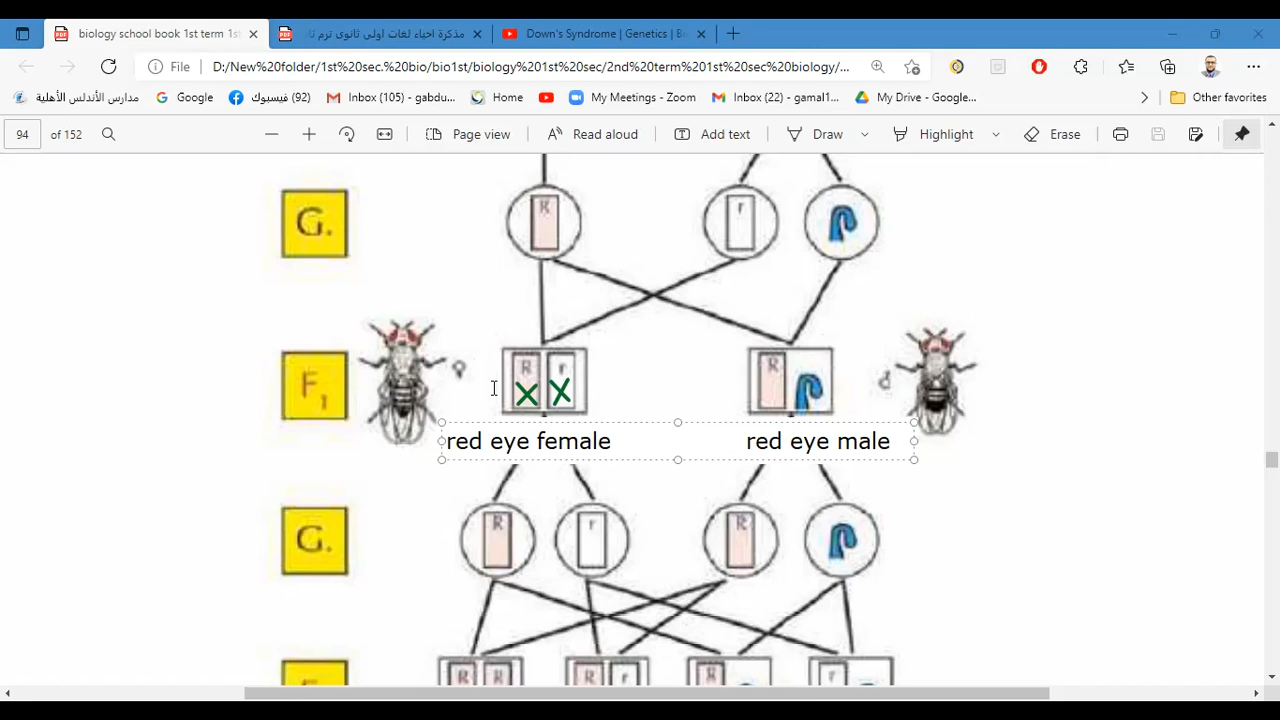 biology school book 1st term 1st
مذكرة احياء لغات اولى ثانوى ترم ثا
Down's Syndrome | Genetics | Bi
File
D:/New%20folder/1st%20sec.%20bio/bio1st/biology%201st%20sec/2nd%20term%201st%20sec%20biology/...
مدارس الأندلس الأهلية
Google
فيسبوك (92)
Inbox (105) - gabdu...
Home
My Meetings - Zoom
Inbox (22) - gamal1...
My Drive - Google...
Other favorites
94 of 152
Page view
Read aloud
Add text
Draw
Highlight
Erase
G. R r
F1 R r R
X X
red eye female red eye male
G. R r R
R R R r R r